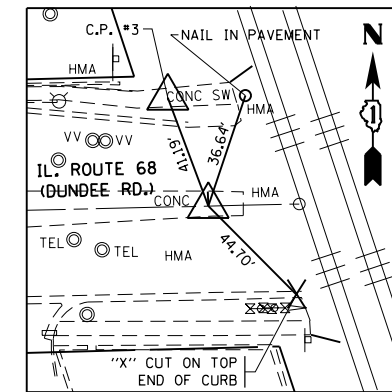 C.P. #3
NAIL IN PAVEMENT
N
HMA
CONC SW
HMA
1
VV
VV
41.19'
36.64'
IL. ROUTE 68
(DUNDEE RD.)
CONC
HMA
TEL
TEL
HMA
44.70'
"X" CUT ON TOP
END OF CURB